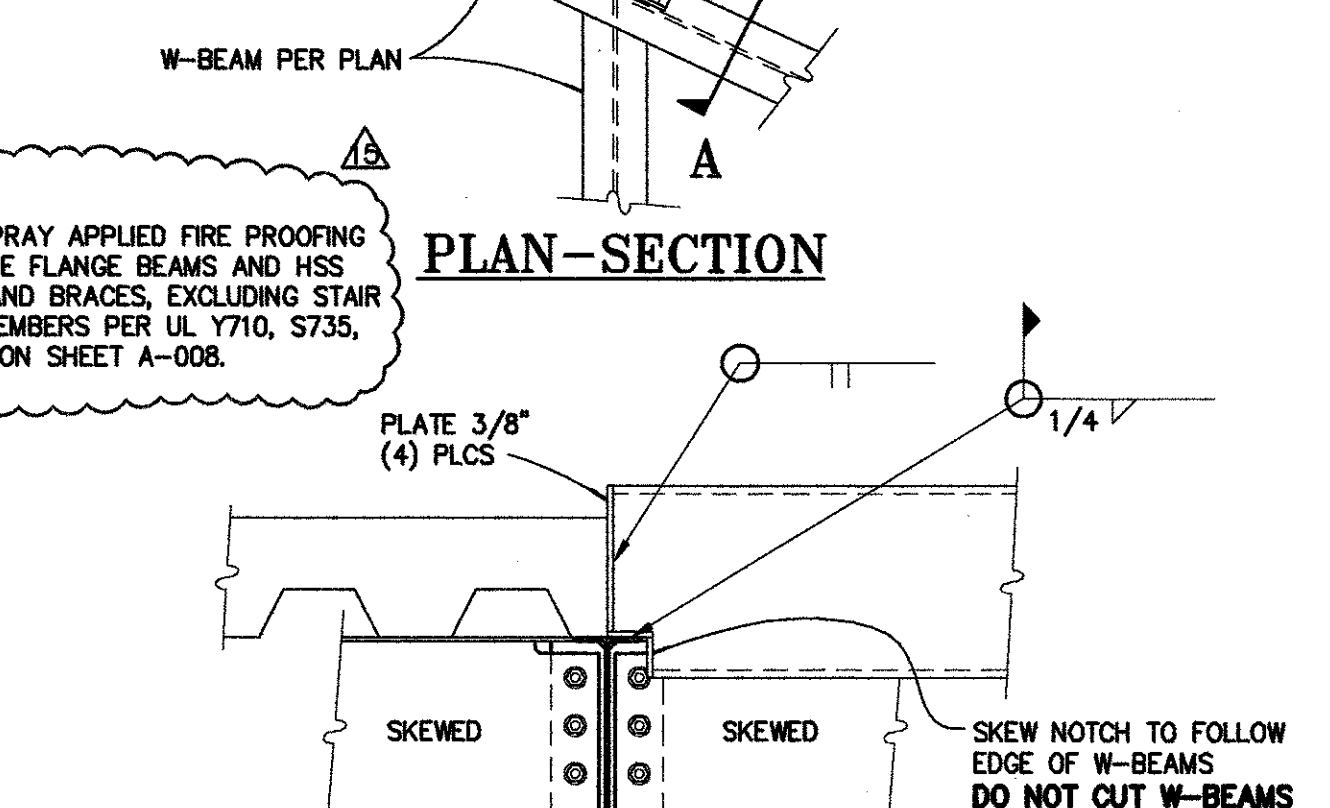 W-BEAM PER PLAN
15
A
PRAY APPLIED FIRE PROOFING
E FLANGE BEAMS AND HSS
AND BRACES, EXCLUDING STAIR
EMBERS PER UL Y710, S735,
ON SHEET A-008.
PLAN-SECTION
1/4
PLATE 3/8"
(4) PLCS
SKEWED
SKEWED
SKEW NOTCH TO FOLLOW
EDGE OF W-BEAMS
DO NOT CUT W-BEAMS